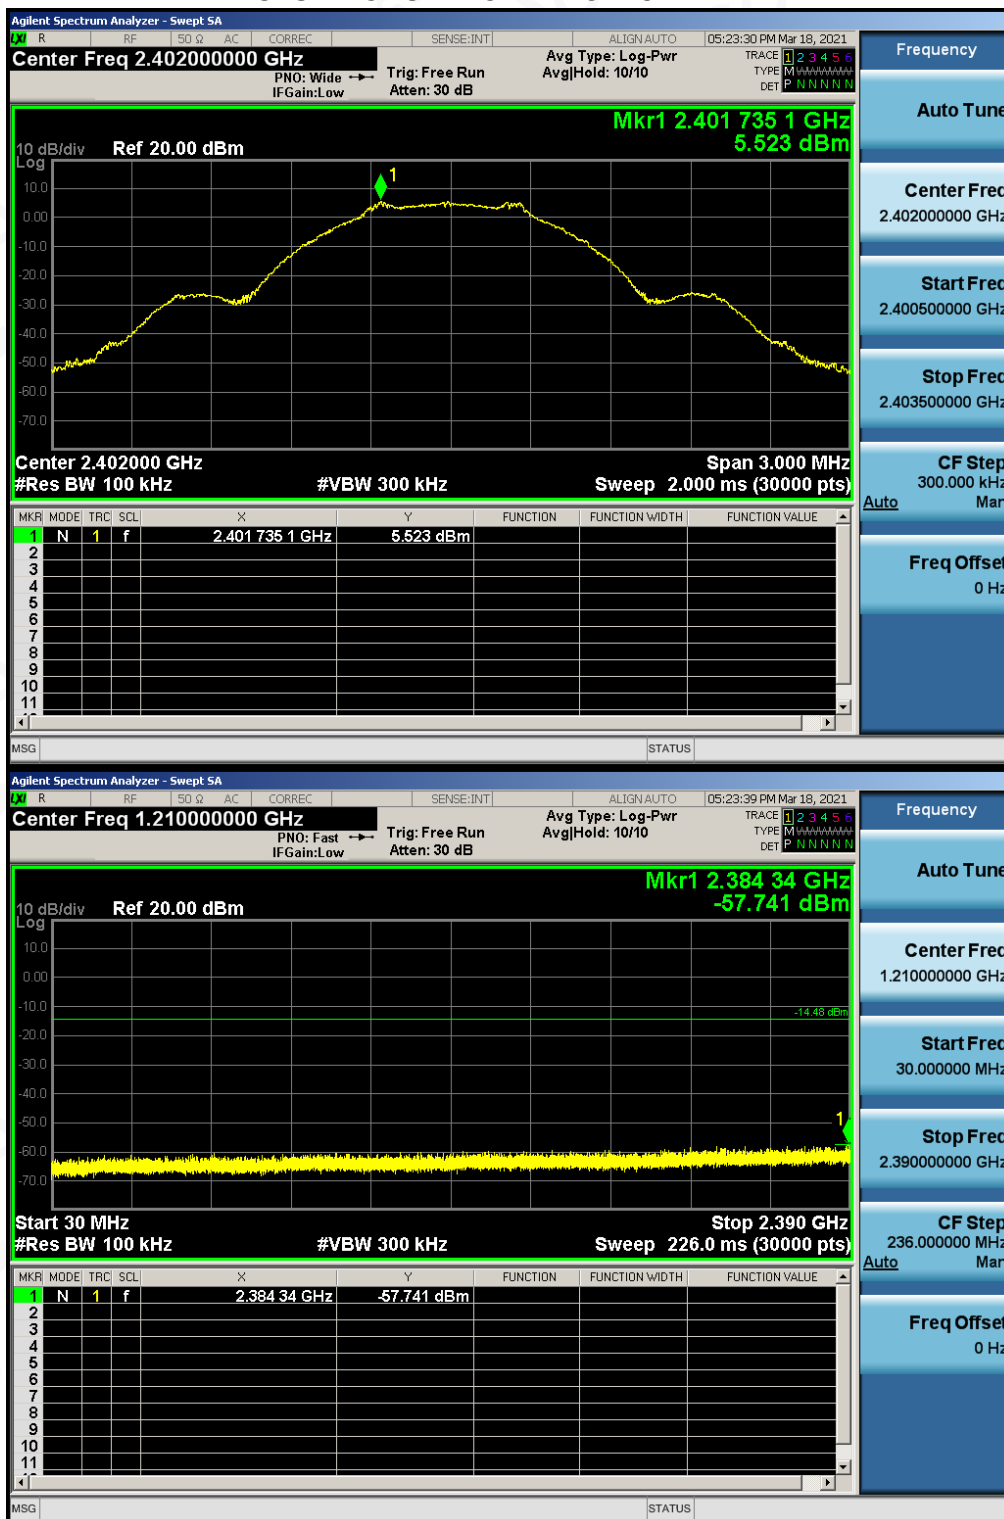 Agilent Spectrum Analyzer - Swept SA
LXI R RF 50 Ω AC CORREC SENSE:INT ALIGN AUTO 05:23:30 PM Mar 18, 2021
Center Freq 2.402000000 GHz
PNO: Wide
IFGain:Low
Trig: Free Run
Atten: 30 dB
Avg Type: Log-Pwr
Avg|Hold: 10/10
TRACE 1 2 3 4 5 6
TYPE M
DET P N N N N N
Mkr1 2.401 735 1 GHz
5.523 dBm
10 dB/div Ref 20.00 dBm
Log
1
10.0
0.00
-10.0
-20.0
-30.0
-40.0
-50.0
-60.0
-70.0
Center 2.402000 GHz Span 3.000 MHz
#Res BW 100 kHz #VBW 300 kHz Sweep 2.000 ms (30000 pts)
MKR MODE TRC SCL X Y FUNCTION FUNCTION WIDTH FUNCTION VALUE
1 N 1 f 2.401 735 1 GHz 5.523 dBm
2
3
4
5
6
7
8
9
10
11
MSG STATUS
Frequency
Auto Tune
Center Freq
2.402000000 GHz
Start Freq
2.400500000 GHz
Stop Freq
2.403500000 GHz
CF Step
300.000 kHz
Auto Man
Freq Offset
0 Hz
Agilent Spectrum Analyzer - Swept SA
LXI R RF 50 Ω AC CORREC SENSE:INT ALIGN AUTO 05:23:39 PM Mar 18, 2021
Center Freq 1.210000000 GHz
PNO: Fast
IFGain:Low
Trig: Free Run
Atten: 30 dB
Avg Type: Log-Pwr
Avg|Hold: 10/10
TRACE 1 2 3 4 5 6
TYPE M
DET P N N N N N
Mkr1 2.384 34 GHz
-57.741 dBm
10 dB/div Ref 20.00 dBm
Log
10.0
0.00
-10.0
-14.48 dBm
-20.0
-30.0
-40.0
-50.0
1
-60.0
-70.0
Start 30 MHz Stop 2.390 GHz
#Res BW 100 kHz #VBW 300 kHz Sweep 226.0 ms (30000 pts)
MKR MODE TRC SCL X Y FUNCTION FUNCTION WIDTH FUNCTION VALUE
1 N 1 f 2.384 34 GHz -57.741 dBm
2
3
4
5
6
7
8
9
10
11
MSG STATUS
Frequency
Auto Tune
Center Freq
1.210000000 GHz
Start Freq
30.000000 MHz
Stop Freq
2.390000000 GHz
CF Step
236.000000 MHz
Auto Man
Freq Offset
0 Hz